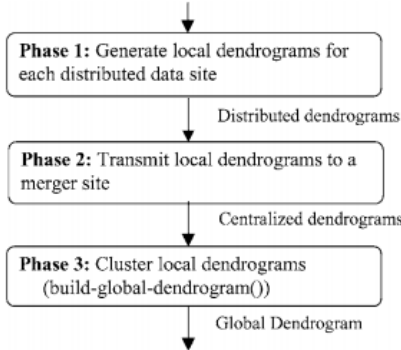 Phase 1: Generate local dendrograms for
each distributed data site
Distributed dendrograms
Phase 2: Transmit local dendrograms to a
merger site
Centralized dendrograms
Phase 3: Cluster local dendrograms
(build-global-dendrogram())
Global Dendrogram